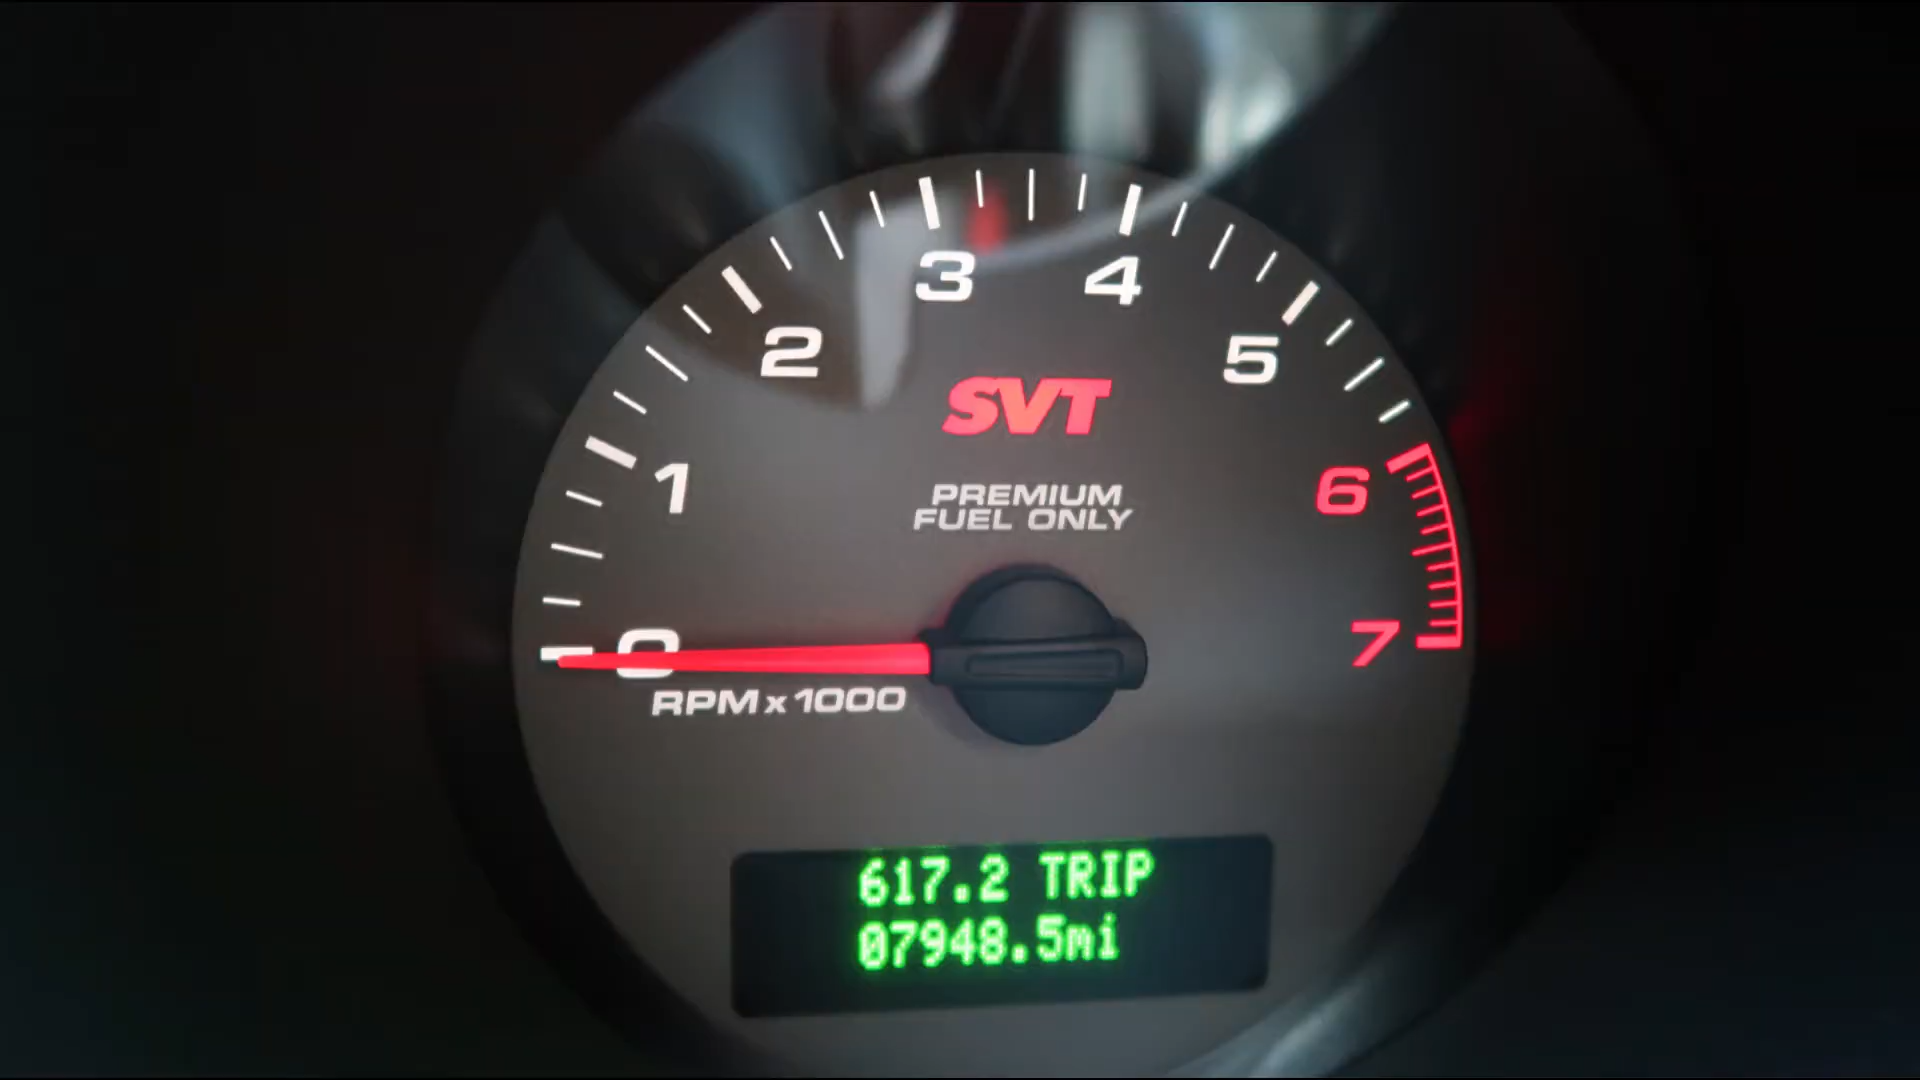 3
4
2
5
SVT
1
6
PREMIUM
FUEL ONLY
0
7
RPM x 1000
617.2 TRIP
07948.5mi